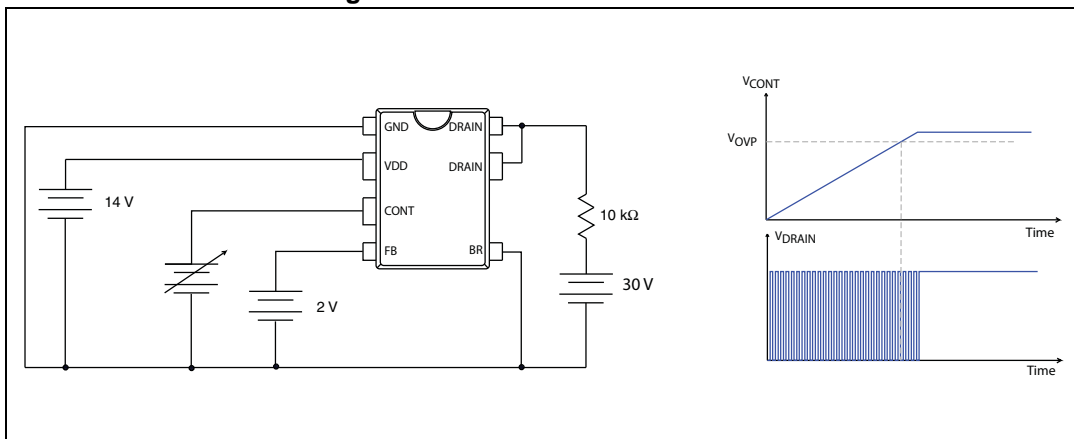 GND DRAIN
VDD DRAIN
CONT
FB BR
14 V
2 V
10 kΩ
30 V
VCONT
VOVP
Time
VDRAIN
Time